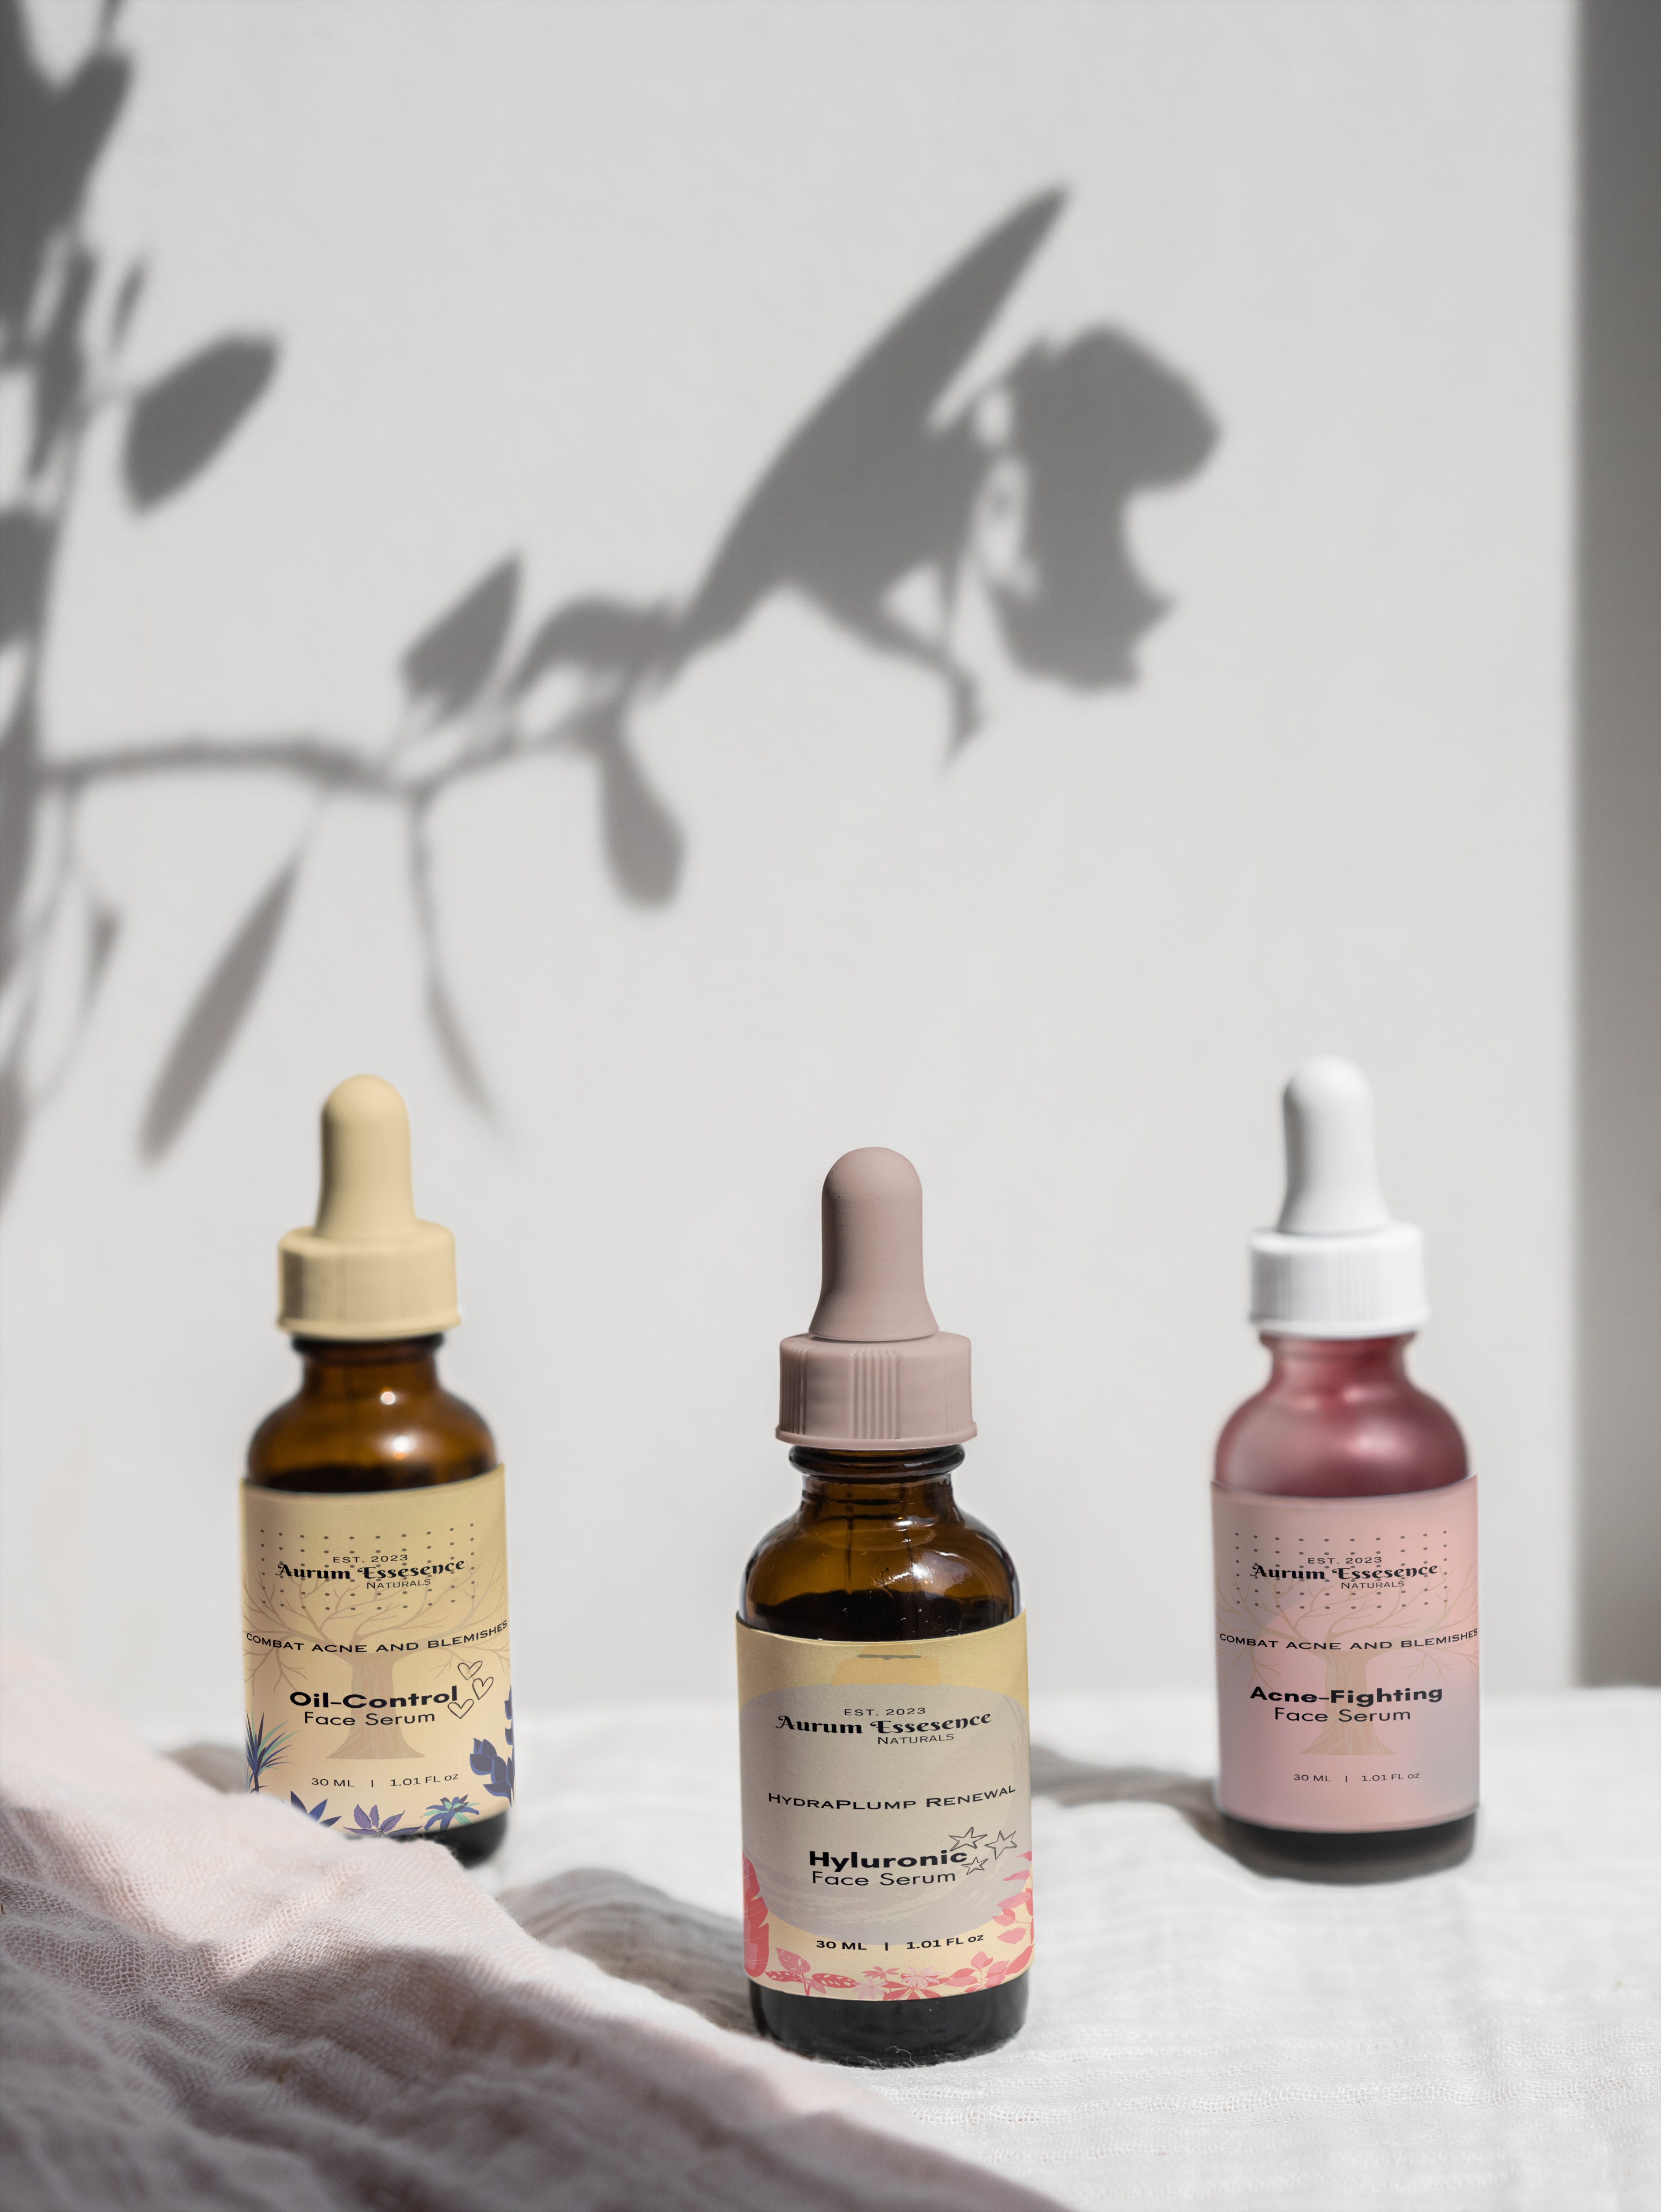 EST. 2023
Aurum Essesence
NATURALS
COMBAT ACNE AND BLEMISHES
Oil-Control
Face Serum
30 ML | 1.01 FL oz
EST. 2023
Aurum Essesence
NATURALS
HYDRAPLUMP RENEWAL
Hyluronic
Face Serum
30 ML | 1.01 FL oz
EST. 2023
Aurum Essesence
NATURALS
COMBAT ACNE AND BLEMISHES
Acne-Fighting
Face Serum
30 ML | 1.01 FL oz